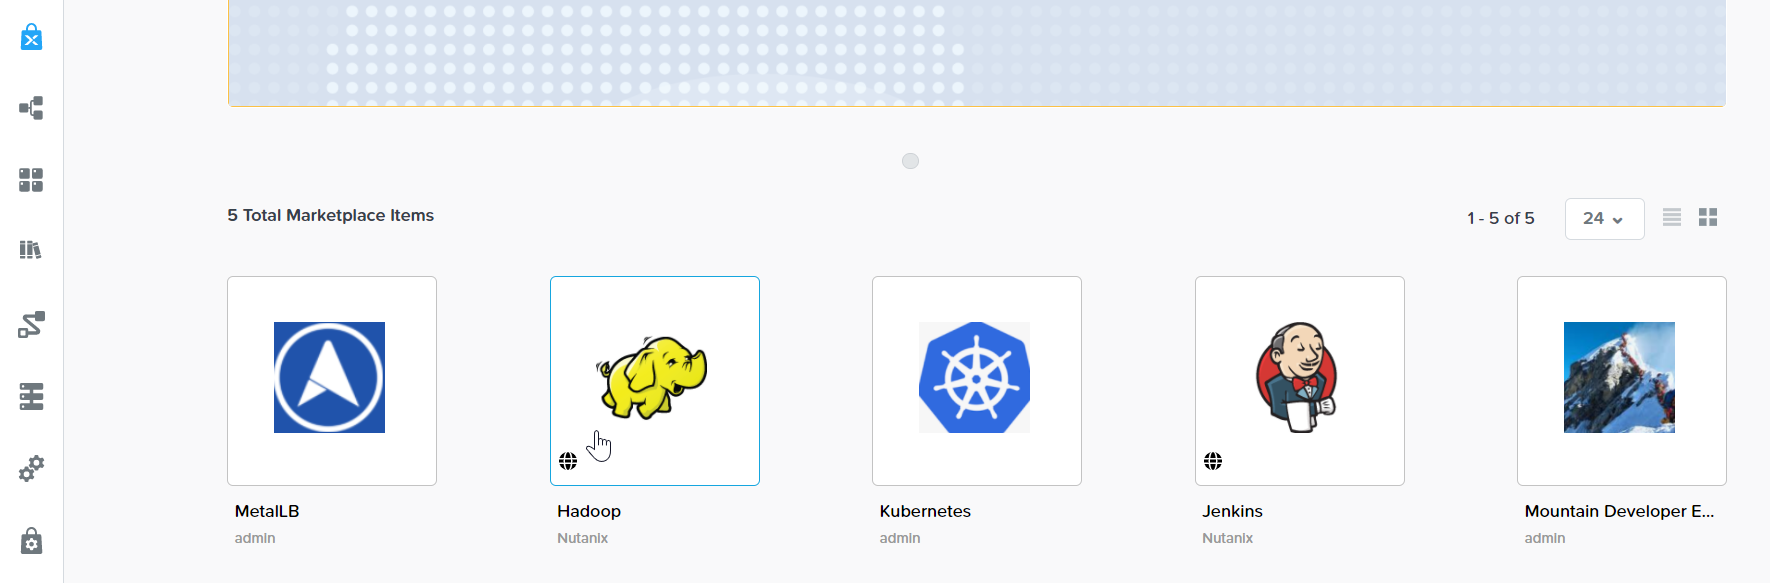 5 Total Marketplace Items
1 - 5 of 5
24
MetalLB
admin
Hadoop
Nutanix
Kubernetes
admin
Jenkins
Nutanix
Mountain Developer E...
admin